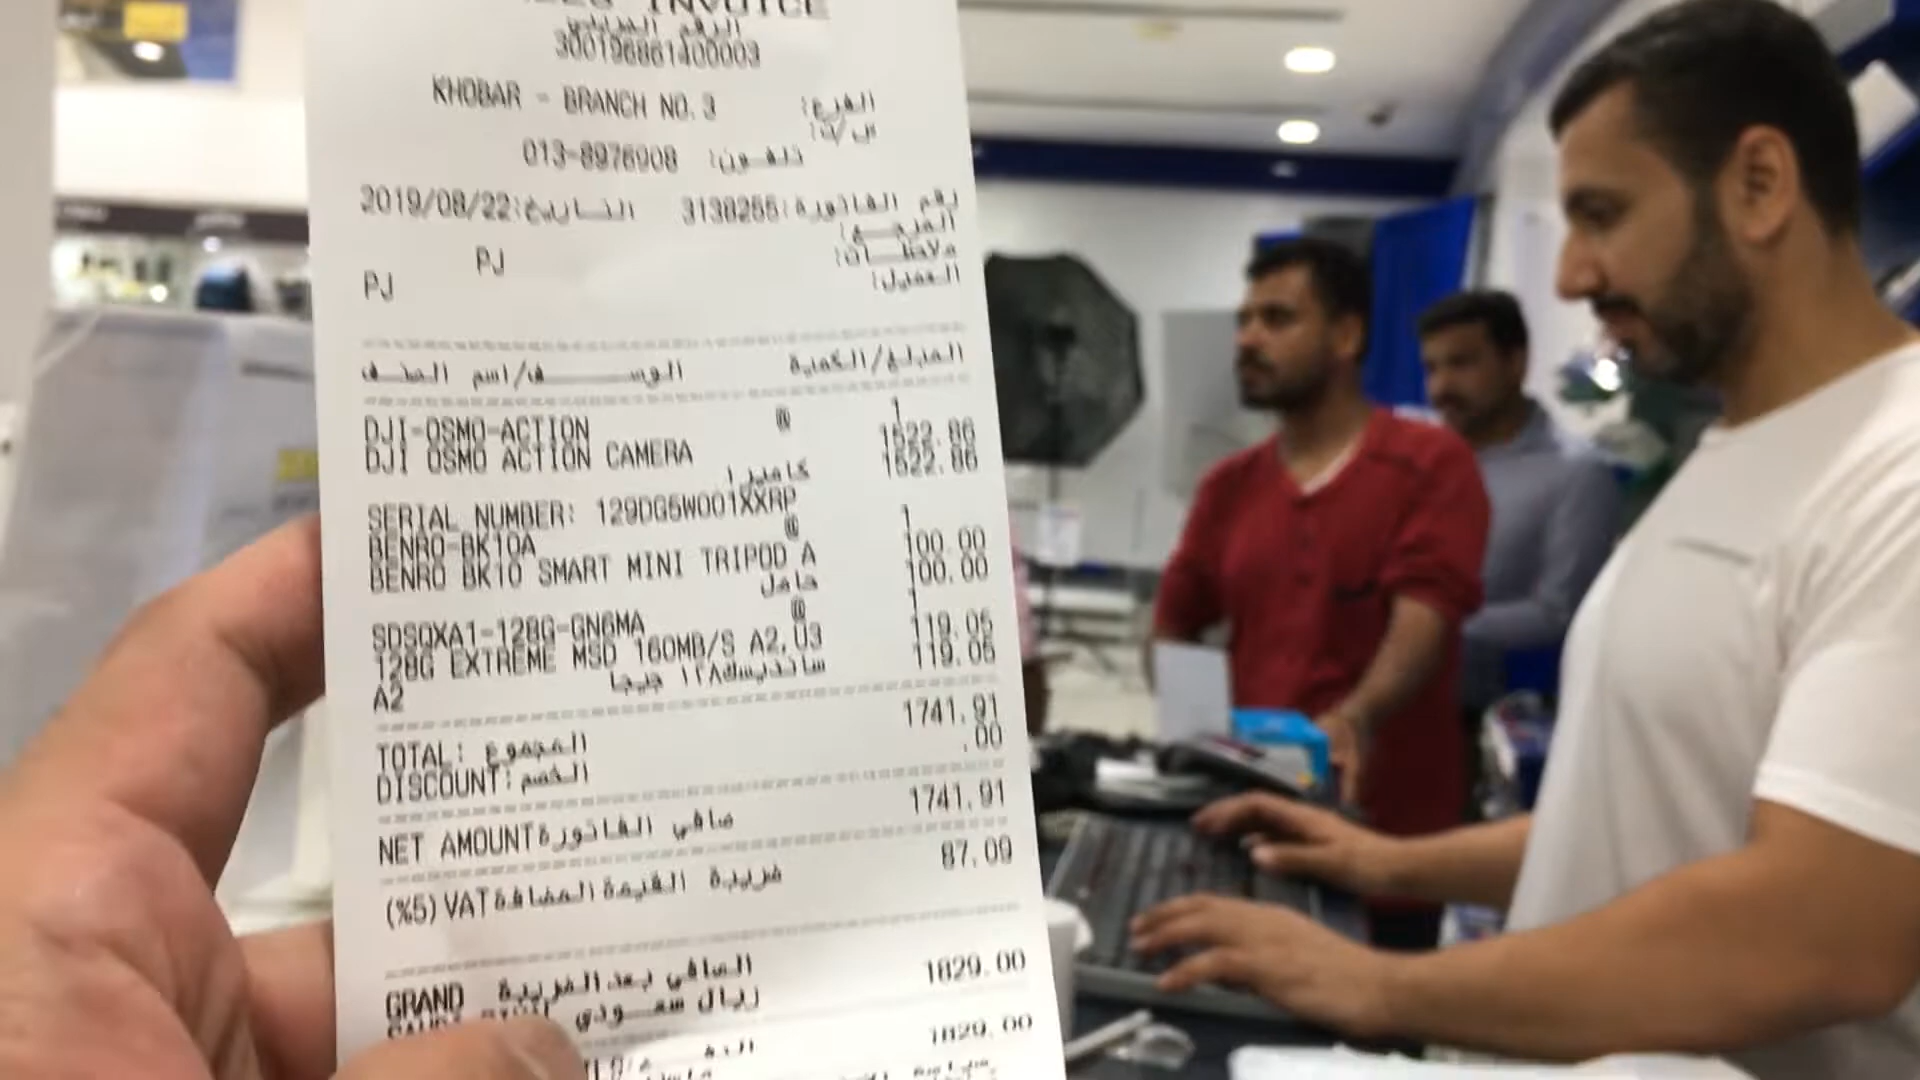 INVOICE
الرقم الضريبي
300196861400003
KHOBAR - BRANCH NO. 3 الفرع:
س/ت:
013-8976908 تلفون:
2019/08/22: التاريخ 3138255: رقم الفاتورة
المرجع:
PJ ملاحظات:
PJ العميل:
الوصف/اسم الصنف المبلغ/الكمية
DJI-OSMO-ACTION @ 1
1522.86
DJI OSMO ACTION CAMERA 1522.86
كاميرا
SERIAL NUMBER: 129DG5W001XXRP
BENRO-BK10A @ 1
100.00
BENRO BK10 SMART MINI TRIPOD A 100.00
حامل
SDSQXA1-128G-GN6MA @ 1
119.05
128G EXTREME MSD 160MB/S A2,U3 119.05
A2 سانديسك١٢٨ جيجا
TOTAL: المجموع 1741.91
DISCOUNT: الخصم .00
NET AMOUNT صافي الفاتورة 1741.91
(%5) VAT ضريبة القيمة المضافة 87.09
GRAND الصافي بعد الضريبة 1829.00
ريال سعودي
1829.00